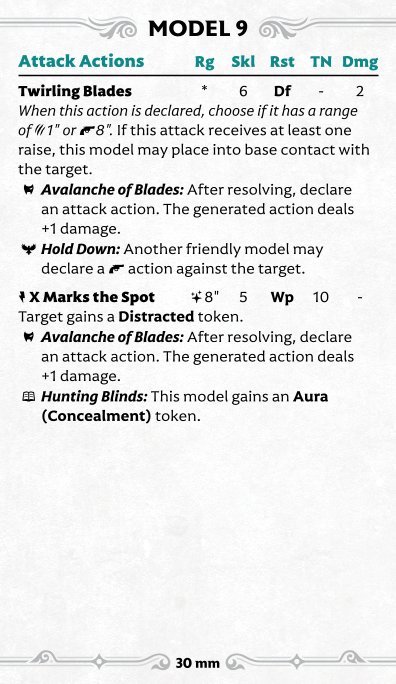 MODEL 9
Attack Actions Rg Skl Rst TN Dmg
Twirling Blades * 6 Df - 2
When this action is declared, choose if it has a range
of 1" or 8". If this attack receives at least one
raise, this model may place into base contact with
the target.
Avalanche of Blades: After resolving, declare
an attack action. The generated action deals
+1 damage.
Hold Down: Another friendly model may
declare a action against the target.
X Marks the Spot 8" 5 Wp 10 -
Target gains a Distracted token.
Avalanche of Blades: After resolving, declare
an attack action. The generated action deals
+1 damage.
Hunting Blinds: This model gains an Aura
(Concealment) token.
30 mm